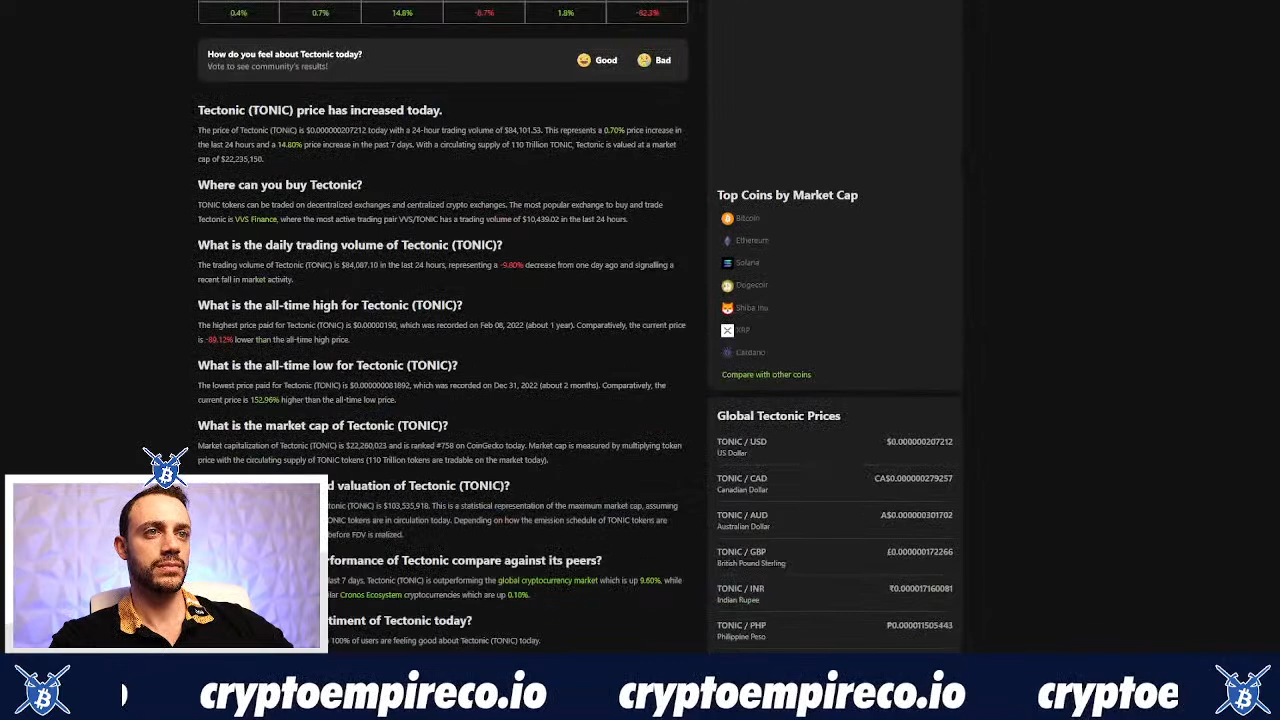 0.4% 0.7% 14.8% -8.7% 1.8% -82.3%
How do you feel about Tectonic today?
Vote to see community's results!
Good Bad
Tectonic (TONIC) price has increased today.
The price of Tectonic (TONIC) is $0.000000207212 today with a 24-hour trading volume of $84,101.53. This represents a 0.70% price increase in
the last 24 hours and a 14.80% price increase in the past 7 days. With a circulating supply of 110 Trillion TONIC, Tectonic is valued at a market
cap of $22,235,150.
Where can you buy Tectonic?
TONIC tokens can be traded on decentralized exchanges and centralized crypto exchanges. The most popular exchange to buy and trade
Tectonic is VVS Finance, where the most active trading pair VVS/TONIC has a trading volume of $10,439.02 in the last 24 hours.
What is the daily trading volume of Tectonic (TONIC)?
The trading volume of Tectonic (TONIC) is $84,087.10 in the last 24 hours, representing a -9.80% decrease from one day ago and signalling a
recent fall in market activity.
What is the all-time high for Tectonic (TONIC)?
The highest price paid for Tectonic (TONIC) is $0.00000190, which was recorded on Feb 08, 2022 (about 1 year). Comparatively, the current price
is -89.12% lower than the all-time high price.
What is the all-time low for Tectonic (TONIC)?
The lowest price paid for Tectonic (TONIC) is $0.000000081892, which was recorded on Dec 31, 2022 (about 2 months). Comparatively, the
current price is 152.96% higher than the all-time low price.
What is the market cap of Tectonic (TONIC)?
Market capitalization of Tectonic (TONIC) is $22,260,023 and is ranked #758 on CoinGecko today. Market cap is measured by multiplying token
price with the circulating supply of TONIC tokens (110 Trillion tokens are tradable on the market today).
d valuation of Tectonic (TONIC)?
tonic (TONIC) is $103,535,918. This is a statistical representation of the maximum market cap, assuming
ONIC tokens are in circulation today. Depending on how the emission schedule of TONIC tokens are
before FDV is realized.
rformance of Tectonic compare against its peers?
last 7 days, Tectonic (TONIC) is outperforming the global cryptocurrency market which is up 9.60%, while
lar Cronos Ecosystem cryptocurrencies which are up 0.10%.
timent of Tectonic today?
100% of users are feeling good about Tectonic (TONIC) today.
Top Coins by Market Cap
Bitcoin
Ethereum
Solana
Dogecoin
Shiba Inu
XRP
Cardano
Compare with other coins
Global Tectonic Prices
TONIC / USD $0.000000207212
US Dollar
TONIC / CAD CA$0.000000279257
Canadian Dollar
TONIC / AUD A$0.000000301702
Australian Dollar
TONIC / GBP £0.000000172266
British Pound Sterling
TONIC / INR ₹0.000017160081
Indian Rupee
TONIC / PHP ₱0.000011505443
Philippine Peso
cryptoempireco.io cryptoempireco.io cryptoe